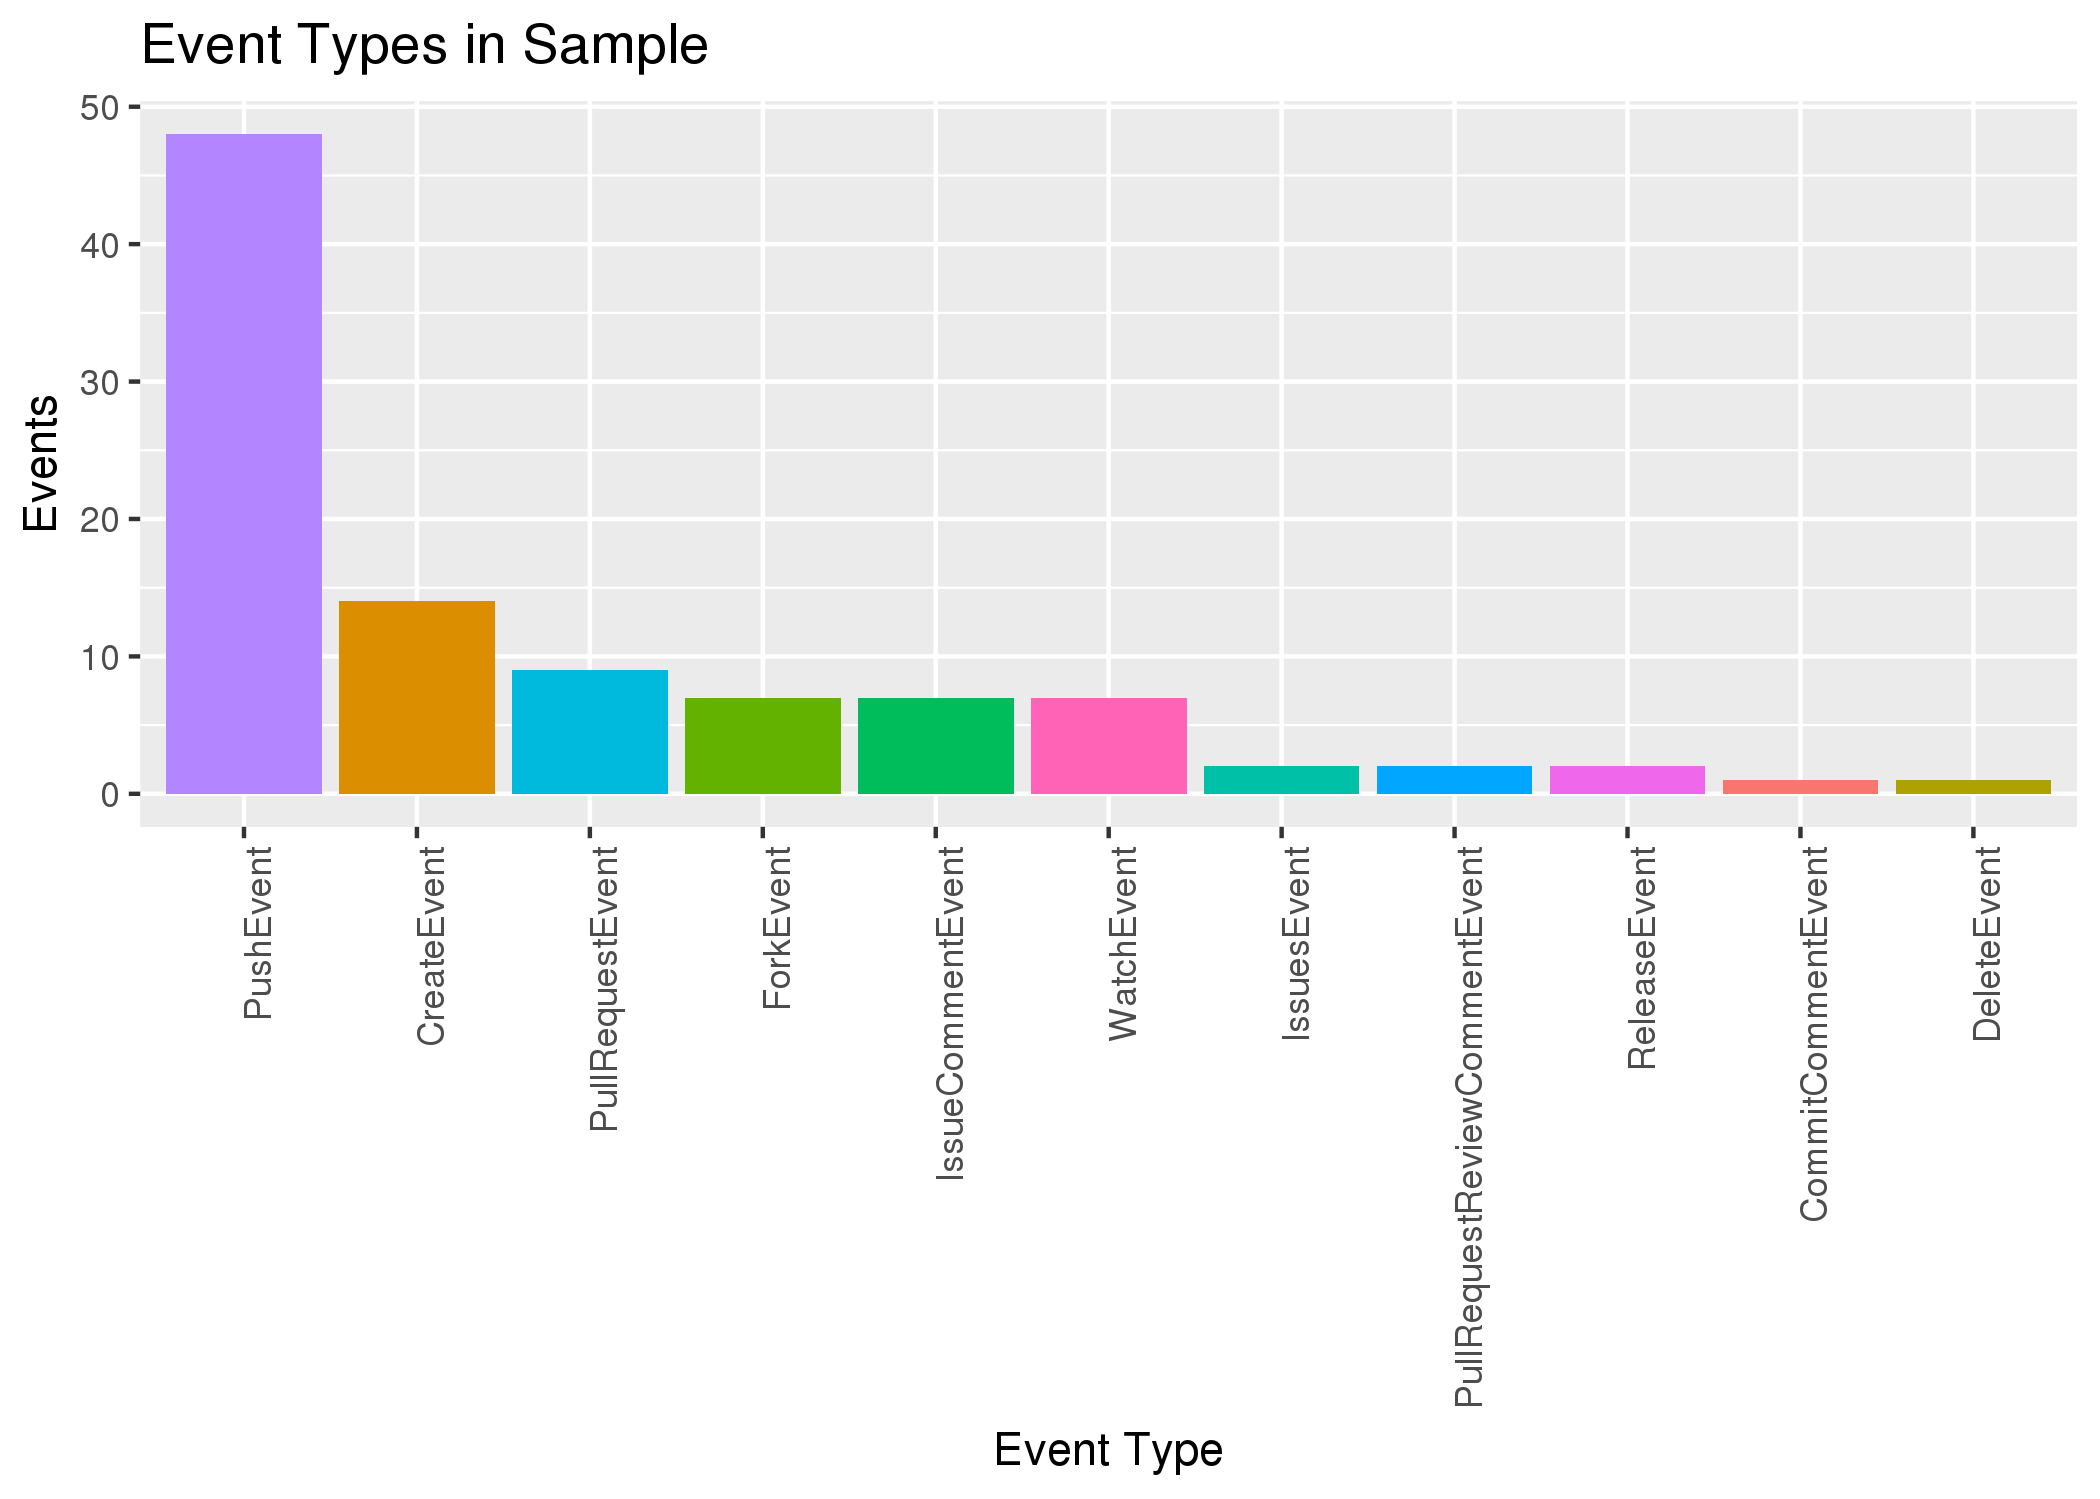 Event Types in Sample
Events
50
40
30
20
10
0
PushEvent
CreateEvent
PullRequestEvent
ForkEvent
IssueCommentEvent
WatchEvent
IssuesEvent
PullRequestReviewCommentEvent
ReleaseEvent
CommitCommentEvent
DeleteEvent
Event Type